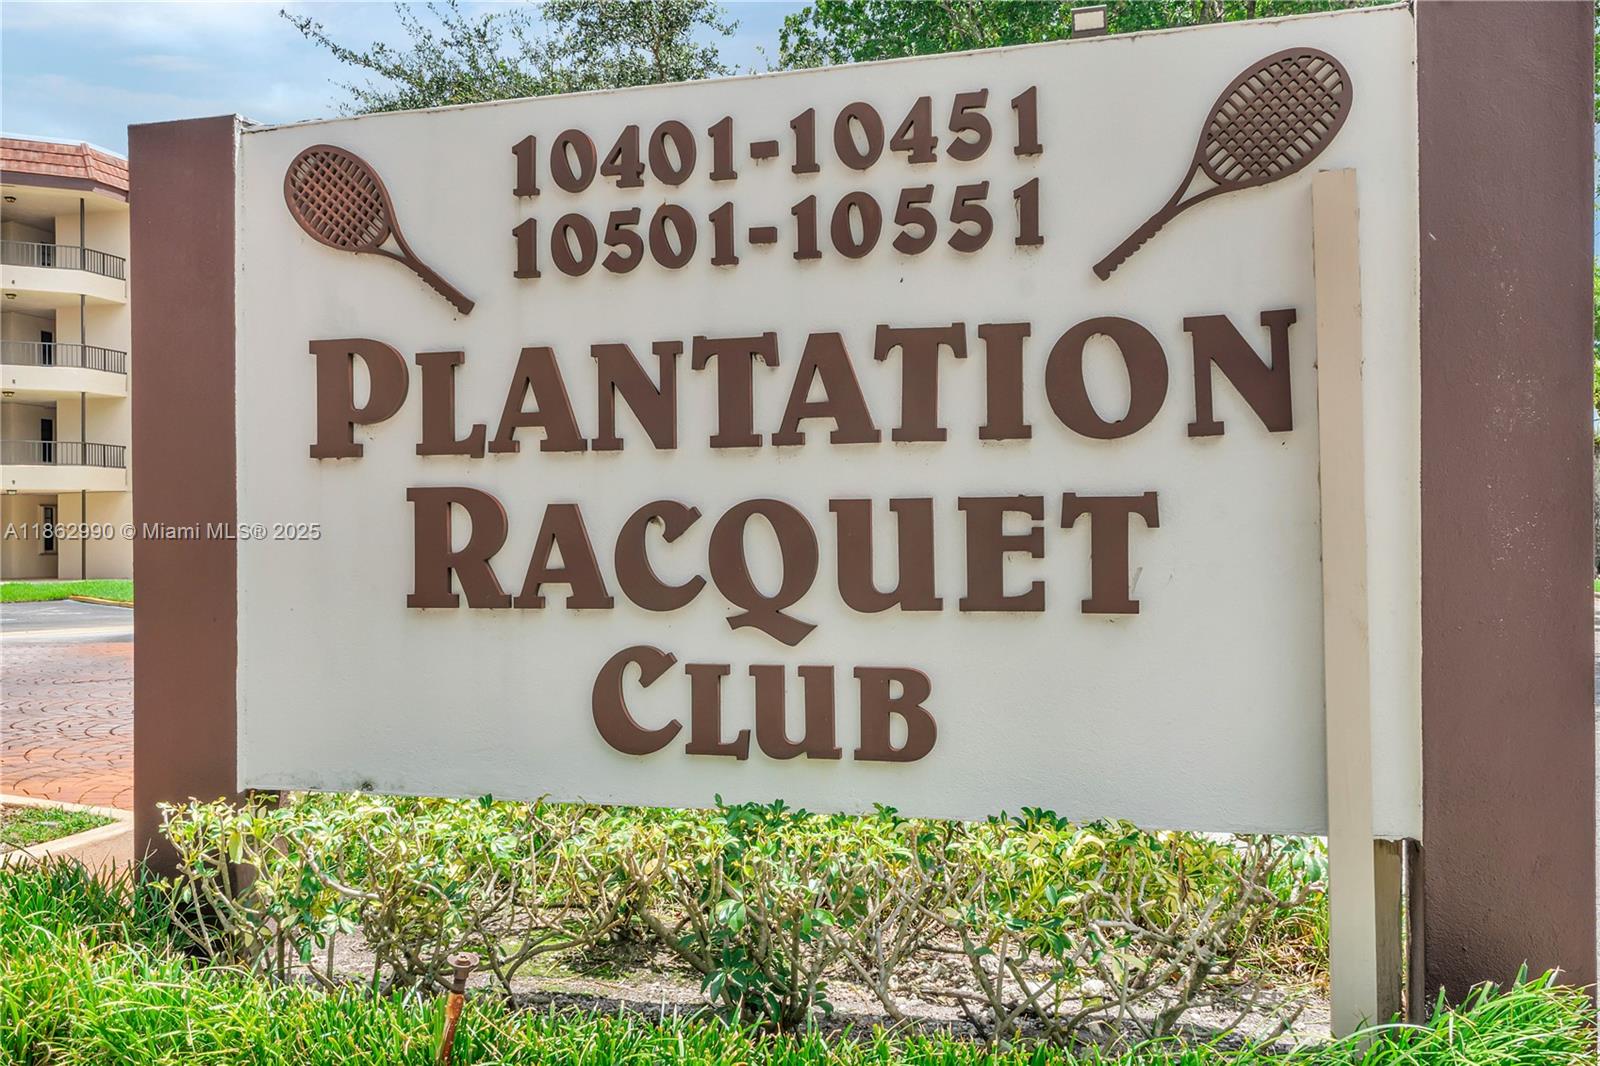 10401-10451
10501-10551
PLANTATION
RACQUET
CLUB
A11862990 © Miami MLS® 2025